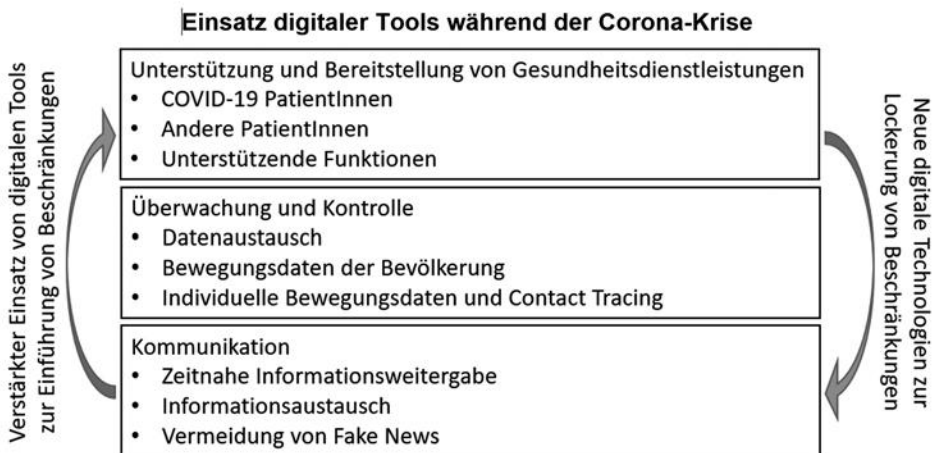 Einsatz digitaler Tools während der Corona-Krise
Verstärkter Einsatz von digitalen Tools
zur Einführung von Beschränkungen
Unterstützung und Bereitstellung von Gesundheitsdienstleistungen
• COVID-19 PatientInnen
• Andere PatientInnen
• Unterstützende Funktionen
Überwachung und Kontrolle
• Datenaustausch
• Bewegungsdaten der Bevölkerung
• Individuelle Bewegungsdaten und Contact Tracing
Kommunikation
• Zeitnahe Informationsweitergabe
• Informationsaustausch
• Vermeidung von Fake News
Neue digitale Technologien zur
Lockerung von Beschränkungen